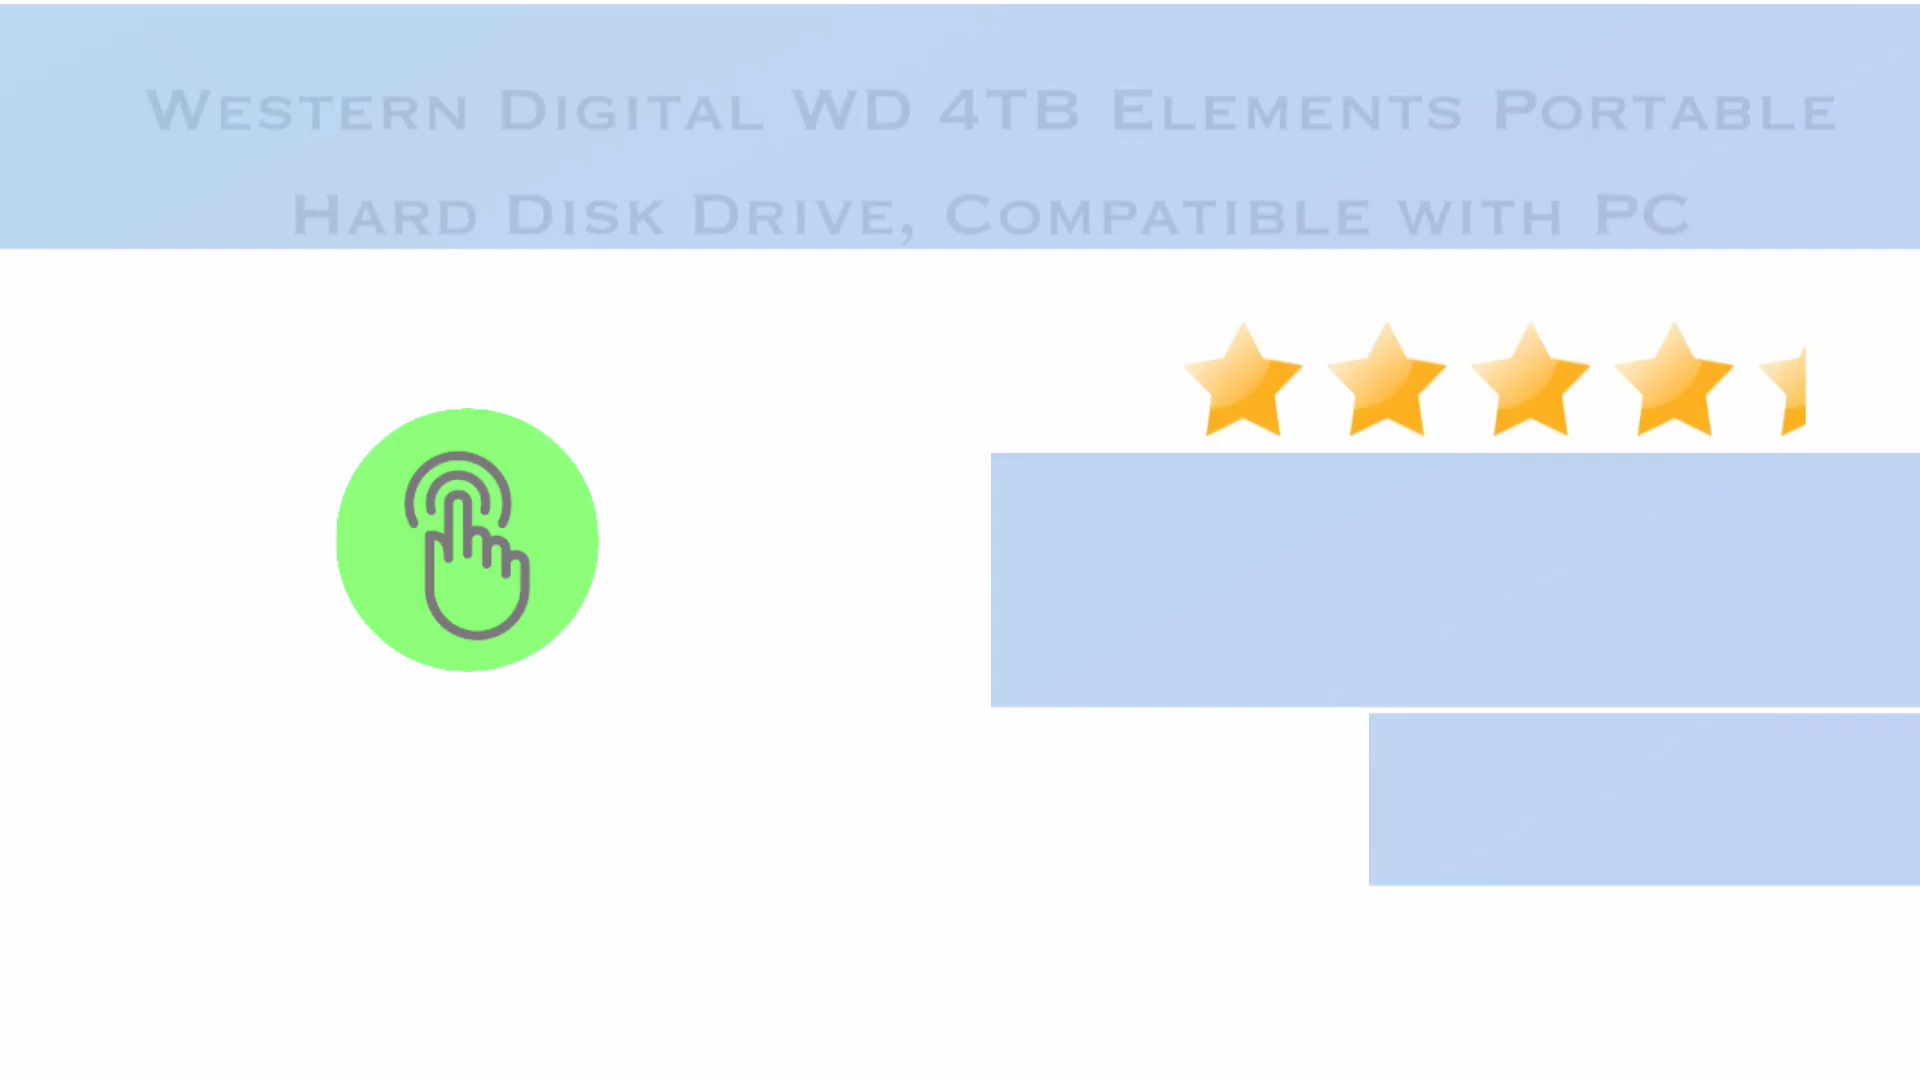 Western Digital WD 4TB Elements Portable
Hard Disk Drive, Compatible with PC